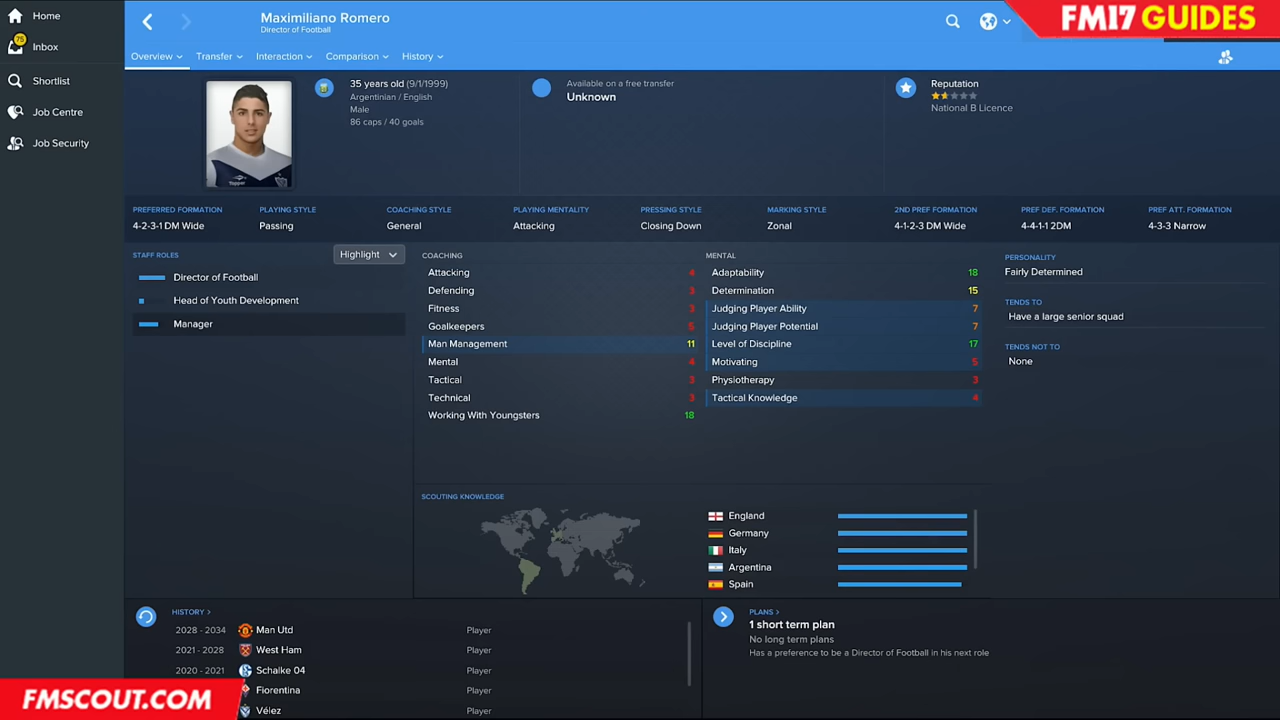 Home
75
Inbox
Shortlist
Job Centre
Job Security
Maximiliano Romero
Director of Football
FM17 GUIDES
Overview Transfer Interaction Comparison History
35 years old (9/1/1999)
Argentinian / English
Male
86 caps / 40 goals
Available on a free transfer
Unknown
Reputation
National B Licence
Topper
PREFERRED FORMATION
4-2-3-1 DM Wide
PLAYING STYLE
Passing
COACHING STYLE
General
PLAYING MENTALITY
Attacking
PRESSING STYLE
Closing Down
MARKING STYLE
Zonal
2ND PREF FORMATION
4-1-2-3 DM Wide
PREF DEF. FORMATION
4-4-1-1 2DM
PREF ATT. FORMATION
4-3-3 Narrow
STAFF ROLES
Highlight
Director of Football
Head of Youth Development
Manager
COACHING
Attacking 4
Defending 3
Fitness 3
Goalkeepers 5
Man Management 11
Mental 4
Tactical 3
Technical 3
Working With Youngsters 18
MENTAL
Adaptability 18
Determination 15
Judging Player Ability 7
Judging Player Potential 7
Level of Discipline 17
Motivating 5
Physiotherapy 3
Tactical Knowledge 4
PERSONALITY
Fairly Determined
TENDS TO
Have a large senior squad
TENDS NOT TO
None
SCOUTING KNOWLEDGE
England
Germany
Italy
Argentina
Spain
HISTORY >
2028 - 2034 Man Utd Player
2021 - 2028 West Ham Player
2020 - 2021 Schalke 04 Player
Fiorentina Player
Vélez Player
PLANS >
1 short term plan
No long term plans
Has a preference to be a Director of Football in his next role
FMSCOUT.COM